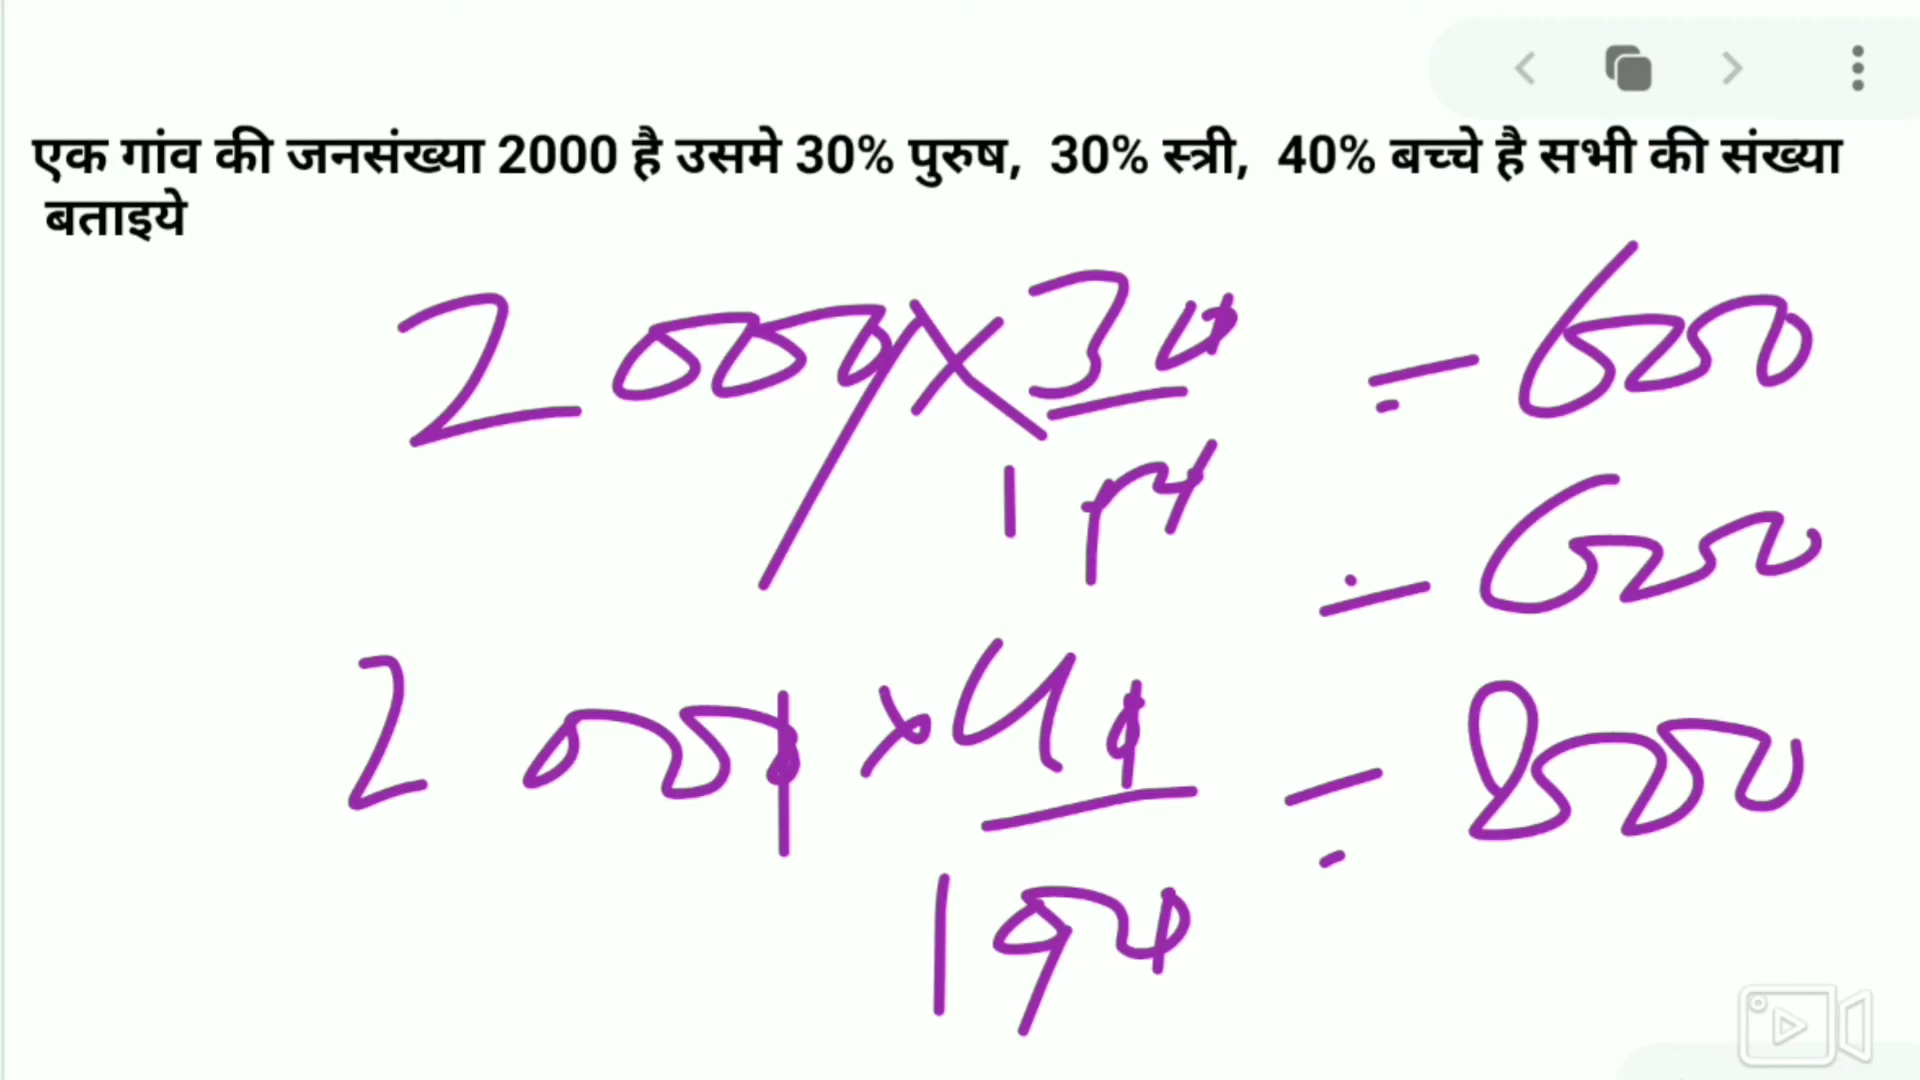 एक गांव की जनसंख्या 2000 है उसमे 30% पुरुष, 30% स्त्री, 40% बच्चे है सभी की संख्या
बताइये
2000 × 30/100 = 600
= 600
2000 × 40/100 = 800